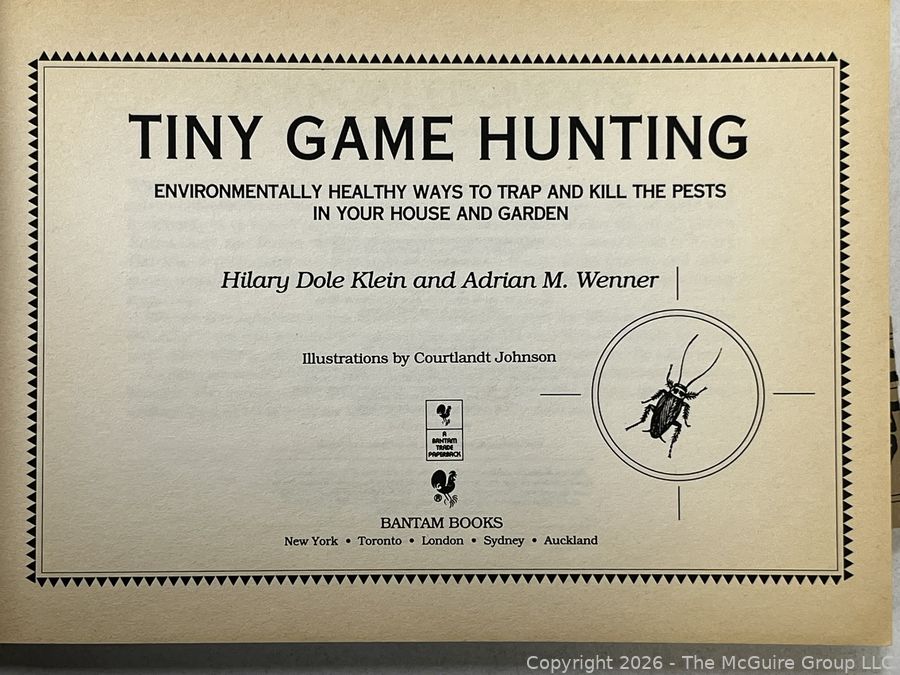 TINY GAME HUNTING
ENVIRONMENTALLY HEALTHY WAYS TO TRAP AND KILL THE PESTS
IN YOUR HOUSE AND GARDEN
Hilary Dole Klein and Adrian M. Wenner
Illustrations by Courtlandt Johnson
A
BANTAM
TRADE
PAPERBACK
®
BANTAM BOOKS
New York • Toronto • London • Sydney • Auckland
Copyright 2026 - The McGuire Group LLC